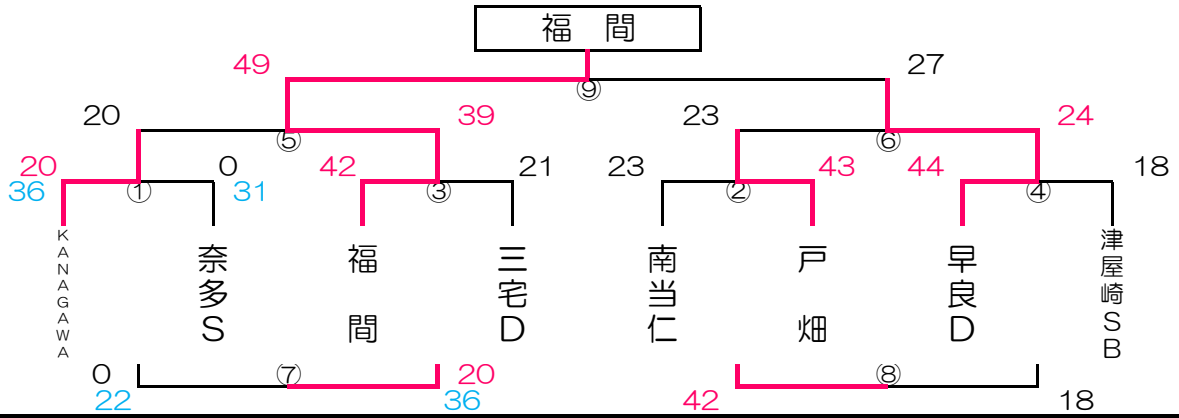 福 間
49 ⑨ 27
20 ⑤ 39 23 ⑥ 24
20 ① 0 42 ③ 21 23 ② 43 44 ④ 18
36 31
KANAGAWA
奈多S
福 間
三宅D
南当仁
戸 畑
早良D
津屋崎SB
0 ⑦ 20 ⑧
22 36 42 18